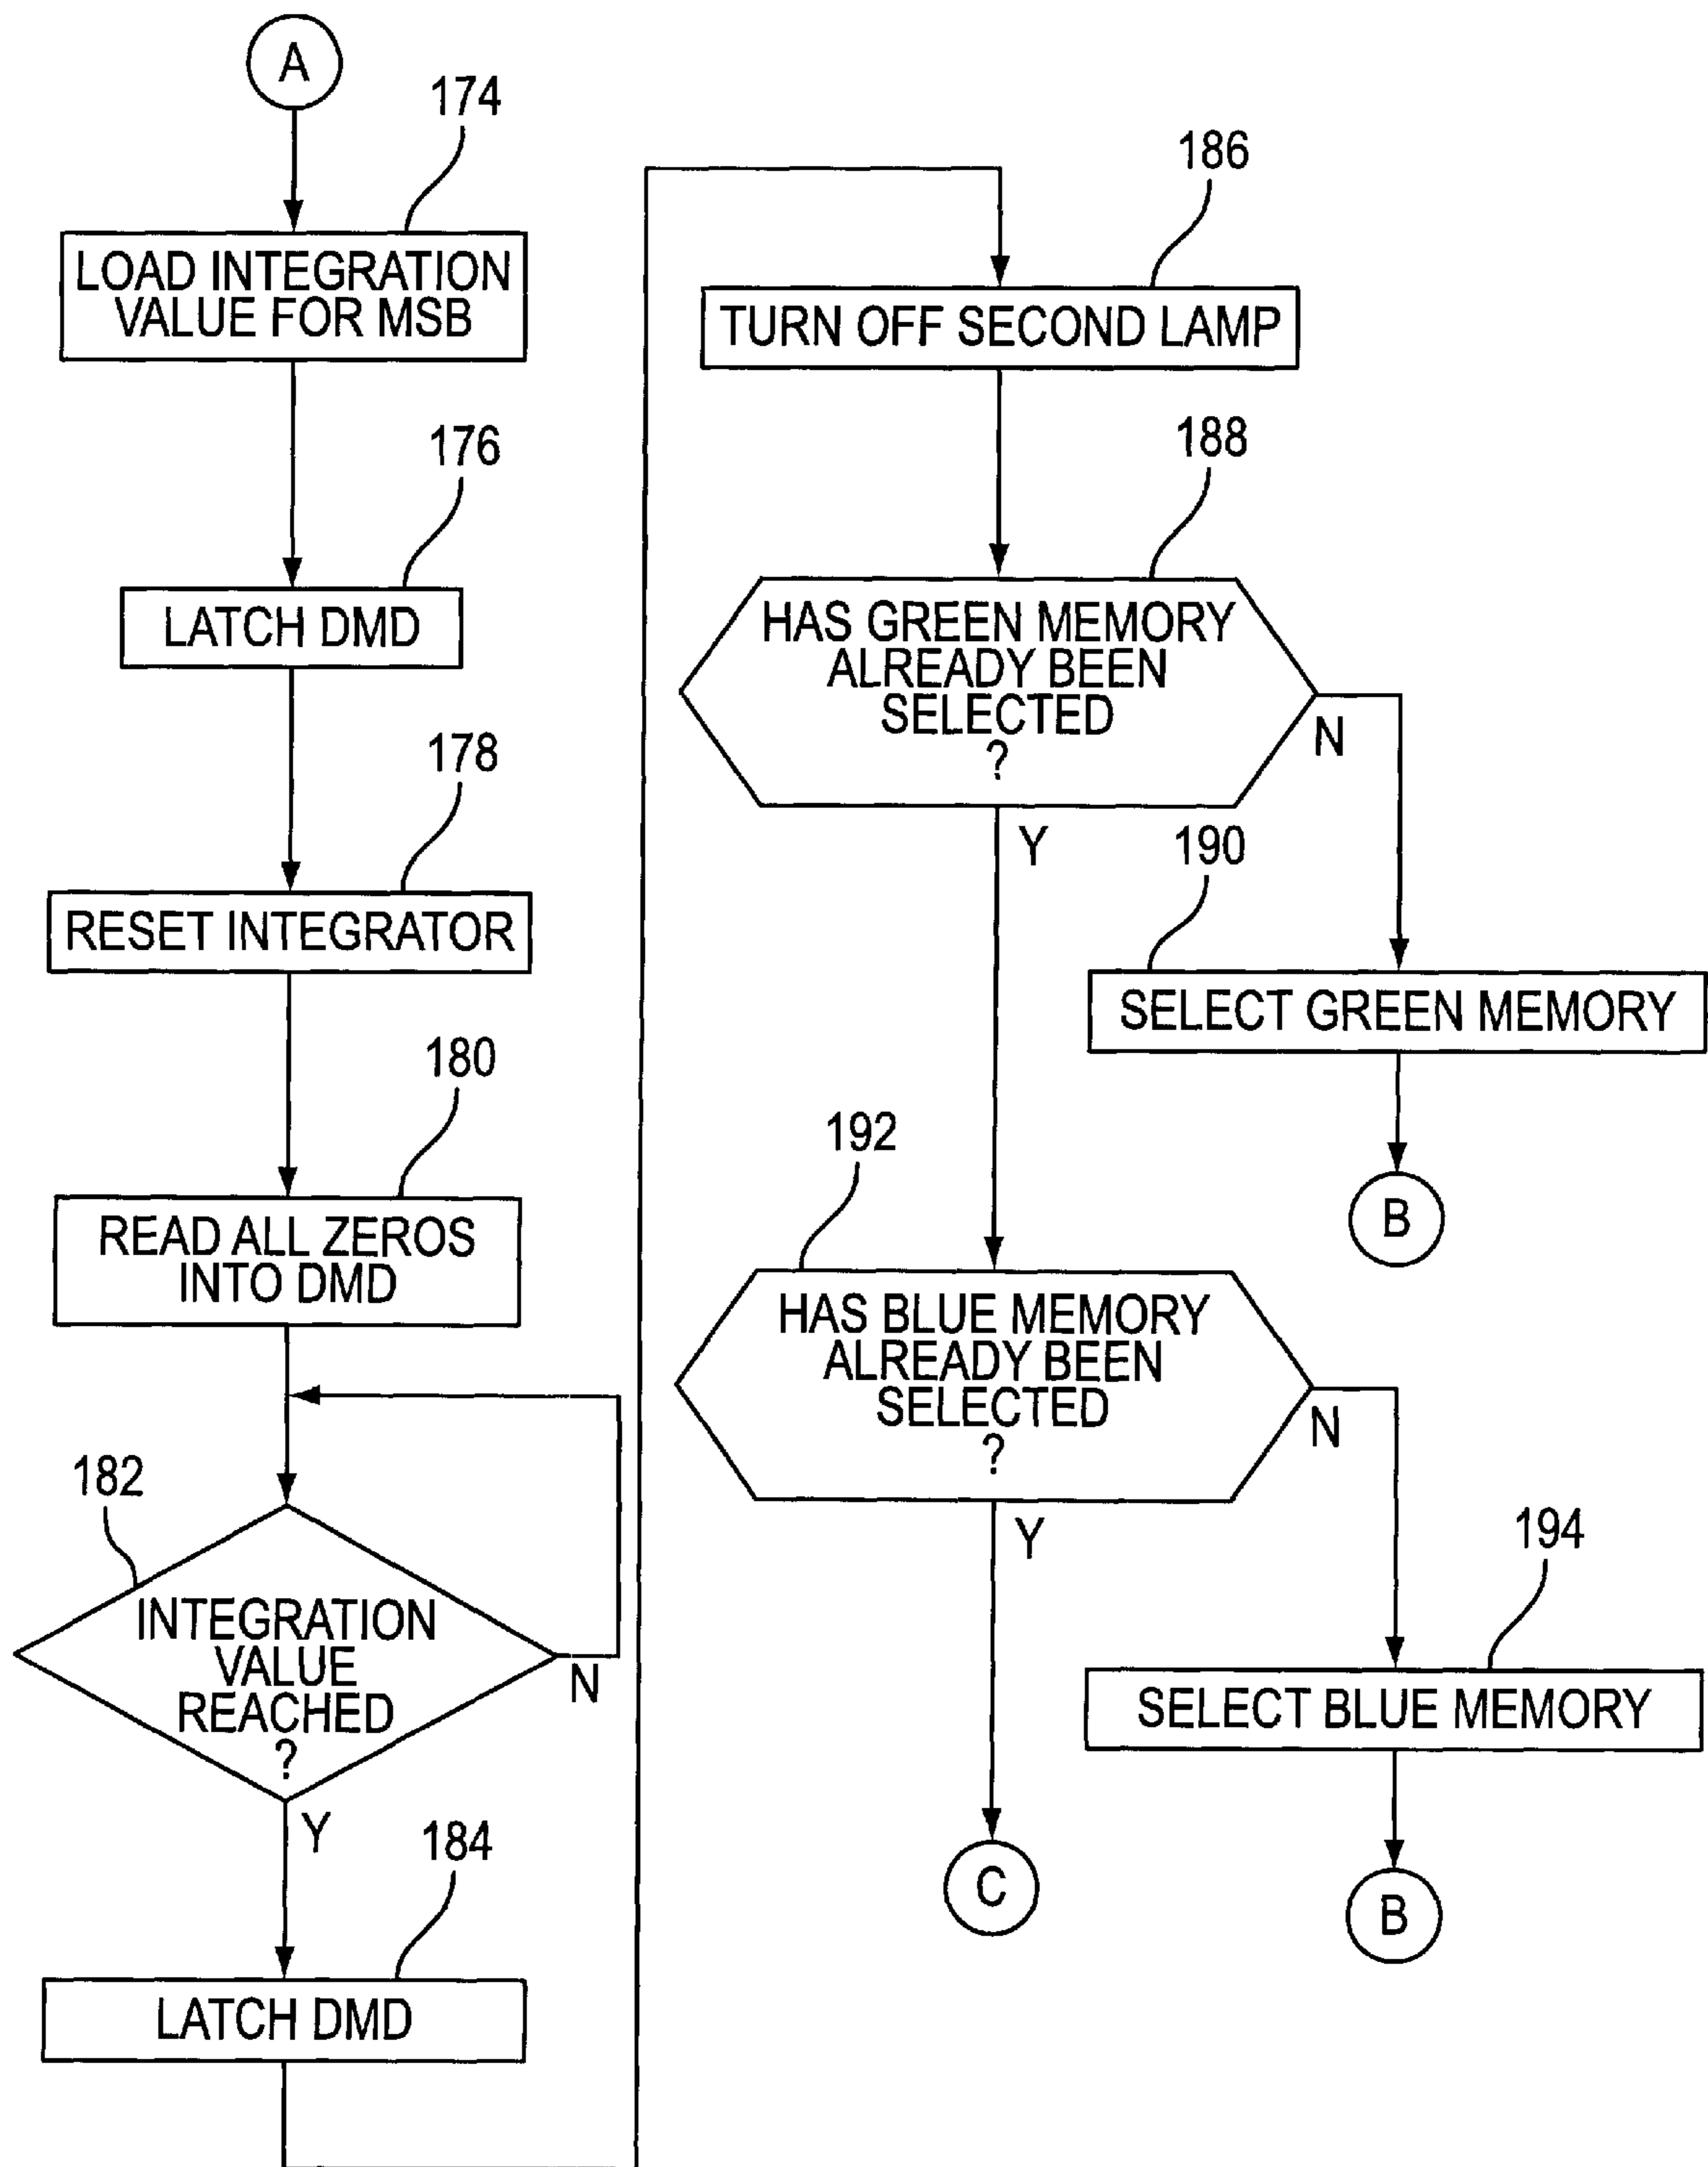 A
174
LOAD INTEGRATION
VALUE FOR MSB
176
LATCH DMD
178
RESET INTEGRATOR
180
READ ALL ZEROS
INTO DMD
182
INTEGRATION
VALUE
REACHED
?
N
Y
184
LATCH DMD
186
TURN OFF SECOND LAMP
188
HAS GREEN MEMORY
ALREADY BEEN
SELECTED
?
N
Y
190
SELECT GREEN MEMORY
B
192
HAS BLUE MEMORY
ALREADY BEEN
SELECTED
?
N
Y
194
SELECT BLUE MEMORY
C
B